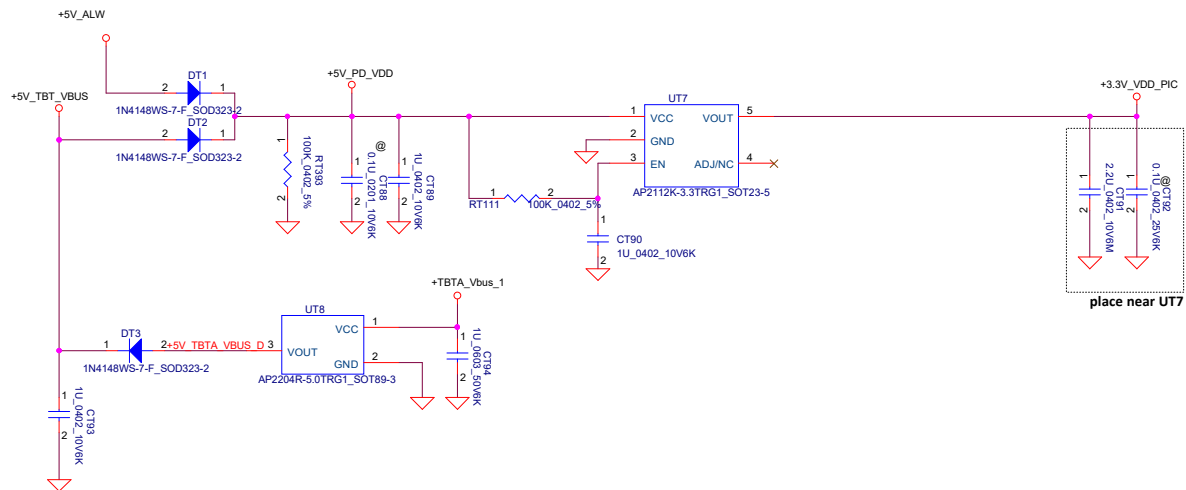 +5V_ALW
+5V_TBT_VBUS
2
DT1
1
1N4148WS-7-F_SOD323-2
2
DT2
1
1N4148WS-7-F_SOD323-2
+5V_PD_VDD
1
2
RT393
100K_0402_5%
@
1
2
CT88
0.1U_0201_10V6K
1
2
CT89
1U_0402_10V6K
UT7
1
VCC
2
GND
3
EN
VOUT
5
ADJ/NC
4
AP2112K-3.3TRG1_SOT23-5
1
2
RT111
100K_0402_5%
1
CT90
1U_0402_10V6K
2
+3.3V_VDD_PIC
1
2
CT91
2.2U_0402_10V6M
@
1
2
CT92
0.1U_0402_25V6K
place near UT7
+TBTA_Vbus_1
UT8
VCC
1
VOUT
3
GND
2
AP2204R-5.0TRG1_SOT89-3
1
2
CT94
1U_0603_50V6K
DT3
1
2
+5V_TBTA_VBUS_D
1N4148WS-7-F_SOD323-2
1
2
CT93
1U_0402_10V6K